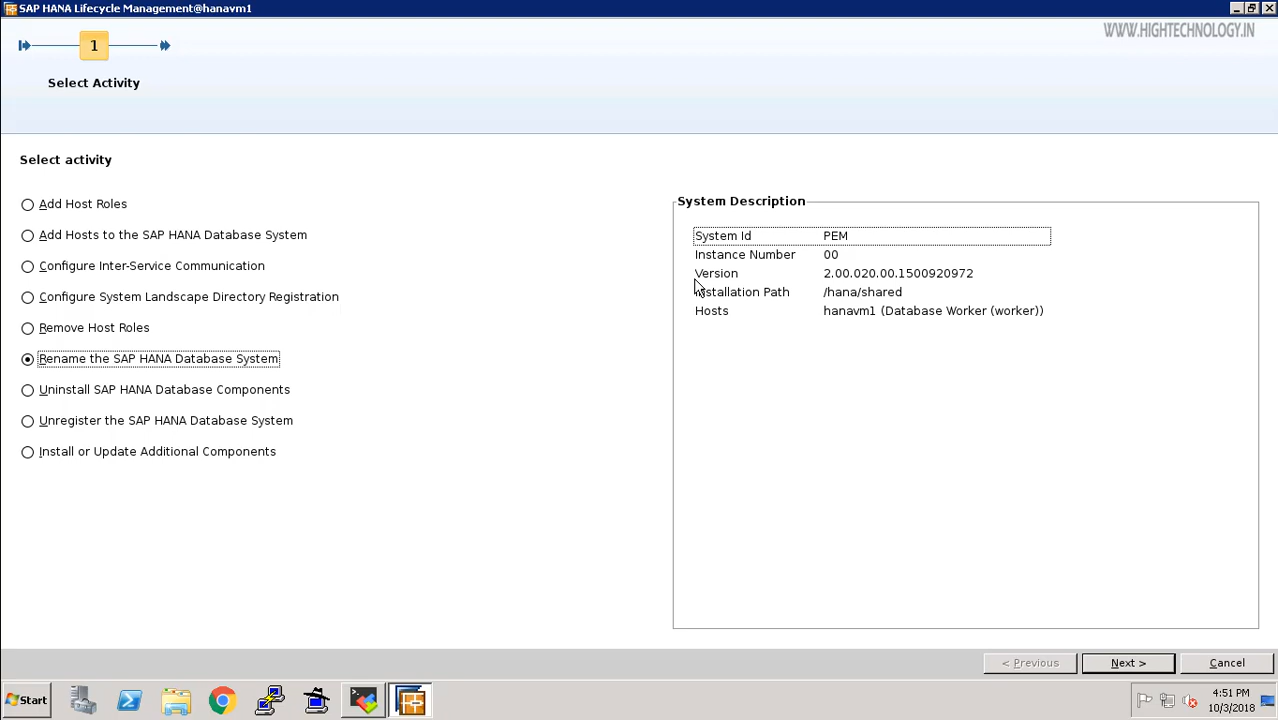 SAP HANA Lifecycle Management@hanavm1
WWW.HIGHTECHNOLOGY.IN
1
Select Activity
Select activity
Add Host Roles
Add Hosts to the SAP HANA Database System
Configure Inter-Service Communication
Configure System Landscape Directory Registration
Remove Host Roles
Rename the SAP HANA Database System
Uninstall SAP HANA Database Components
Unregister the SAP HANA Database System
Install or Update Additional Components
System Description
System Id PEM
Instance Number 00
Version 2.00.020.00.1500920972
Installation Path /hana/shared
Hosts hanavm1 (Database Worker (worker))
< Previous
Next >
Cancel
Start
4:51 PM
10/3/2018